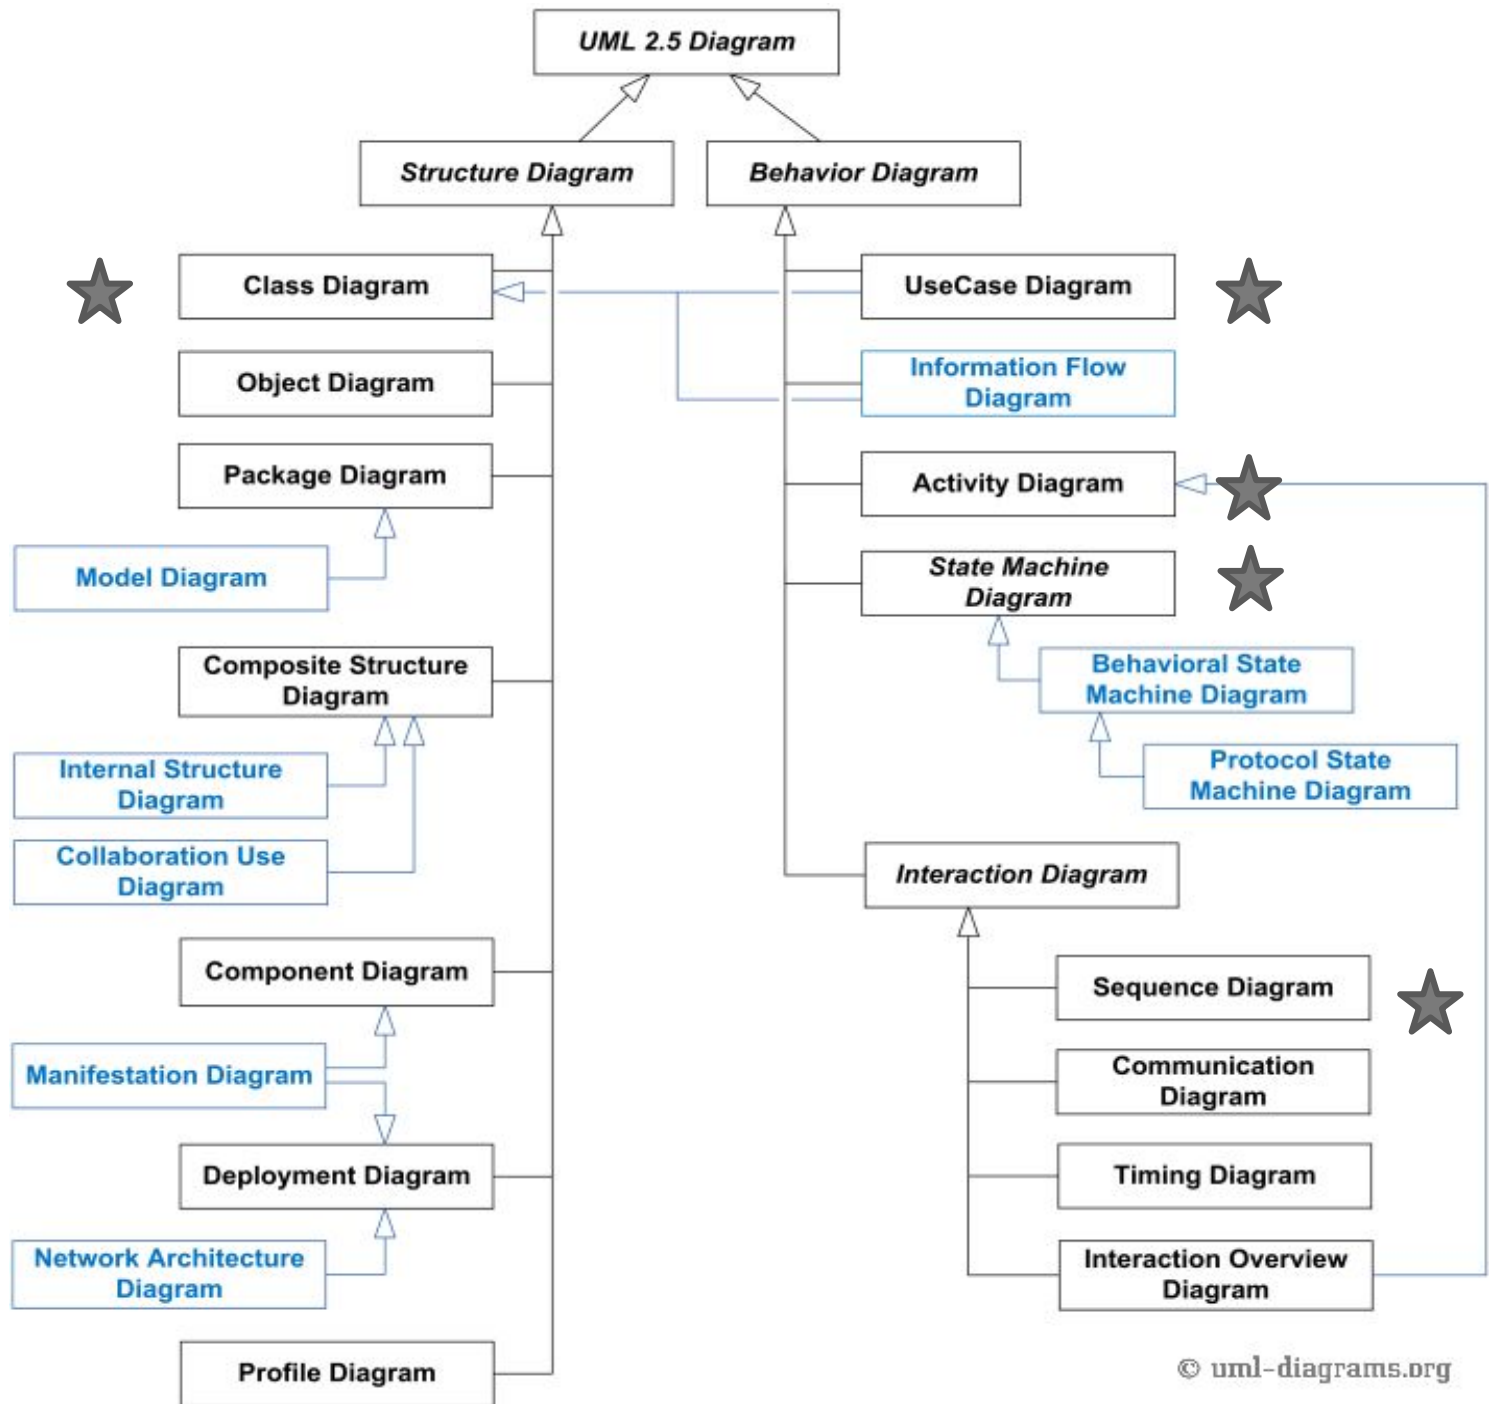 UML 2.5 Diagram
Structure Diagram
Behavior Diagram
Class Diagram
Object Diagram
Package Diagram
Model Diagram
Composite Structure
Diagram
Internal Structure
Diagram
Collaboration Use
Diagram
Component Diagram
Manifestation Diagram
Deployment Diagram
Network Architecture
Diagram
Profile Diagram
UseCase Diagram
Information Flow
Diagram
Activity Diagram
State Machine
Diagram
Behavioral State
Machine Diagram
Protocol State
Machine Diagram
Interaction Diagram
Sequence Diagram
Communication
Diagram
Timing Diagram
Interaction Overview
Diagram
© uml-diagrams.org